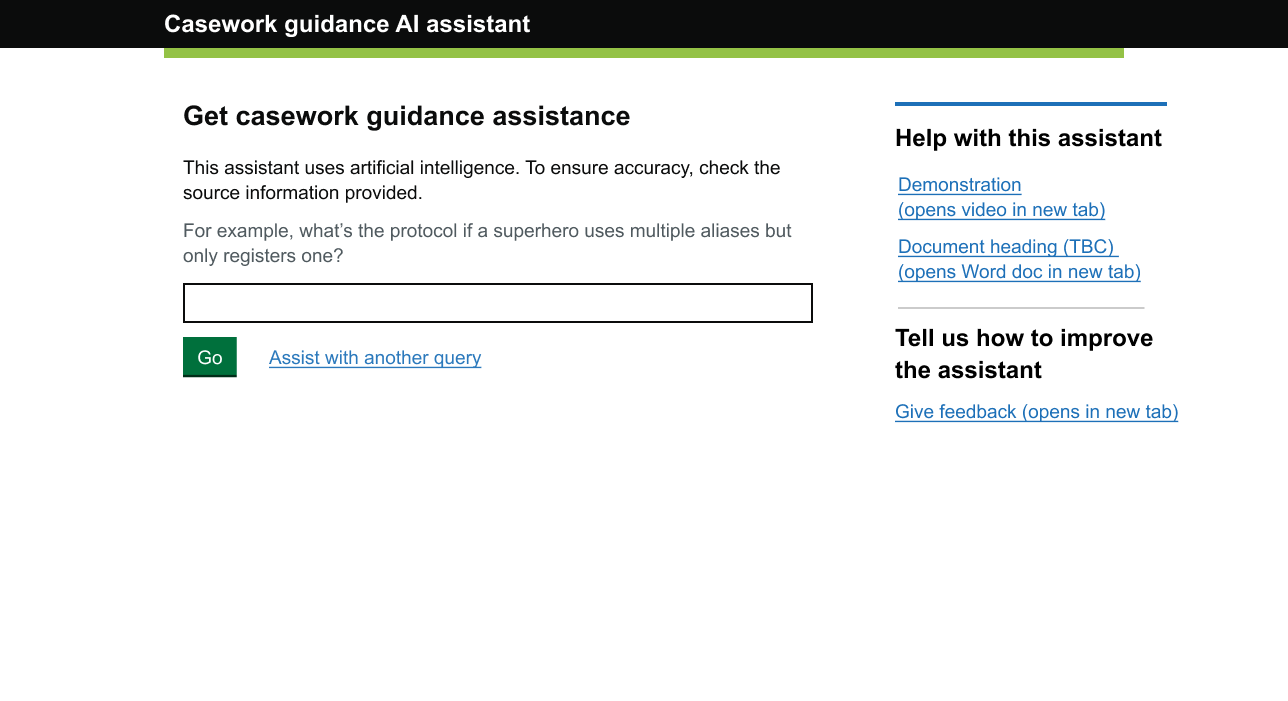 Casework guidance AI assistant
Get casework guidance assistance
This assistant uses artificial intelligence. To ensure accuracy, check the
source information provided.
For example, what’s the protocol if a superhero uses multiple aliases but
only registers one?
Go
Assist with another query
Help with this assistant
Demonstration
(opens video in new tab)
Document heading (TBC)
(opens Word doc in new tab)
Tell us how to improve
the assistant
Give feedback (opens in new tab)